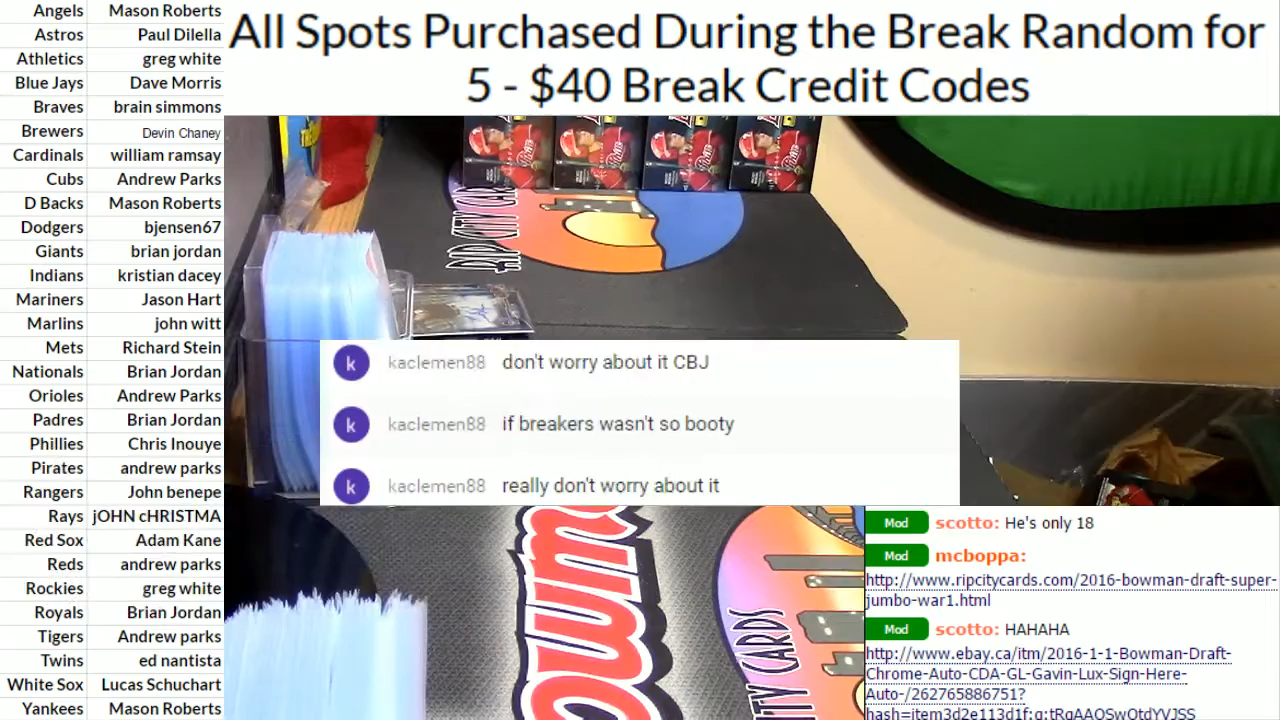 Angels Mason Roberts
Astros Paul Dilella
Athletics greg white
Blue Jays Dave Morris
Braves brain simmons
Brewers Devin Chaney
Cardinals william ramsay
Cubs Andrew Parks
D Backs Mason Roberts
Dodgers bjensen67
Giants brian jordan
Indians kristian dacey
Mariners Jason Hart
Marlins john witt
Mets Richard Stein
Nationals Brian Jordan
Orioles Andrew Parks
Padres Brian Jordan
Phillies Chris Inouye
Pirates andrew parks
Rangers John benepe
Rays jOHN cHRISTMA
Red Sox Adam Kane
Reds andrew parks
Rockies greg white
Royals Brian Jordan
Tigers Andrew parks
Twins ed nantista
White Sox Lucas Schuchart
Yankees Mason Roberts
All Spots Purchased During the Break Random for
5 - $40 Break Credit Codes
RIP CITY CARDS
k kaclemen88 don't worry about it CBJ
k kaclemen88 if breakers wasn't so booty
k kaclemen88 really don't worry about it
CARDS
Mod scotto: He's only 18
Mod mcboppa:
http://www.ripcitycards.com/2016-bowman-draft-super-
jumbo-war1.html
Mod scotto: HAHAHA
http://www.ebay.ca/itm/2016-1-1-Bowman-Draft-
Chrome-Auto-CDA-GL-Gavin-Lux-Sign-Here-
Auto-/262765886751?
hash=item3d2e113d1f:g:tRgAAOSwOtdYVJSS